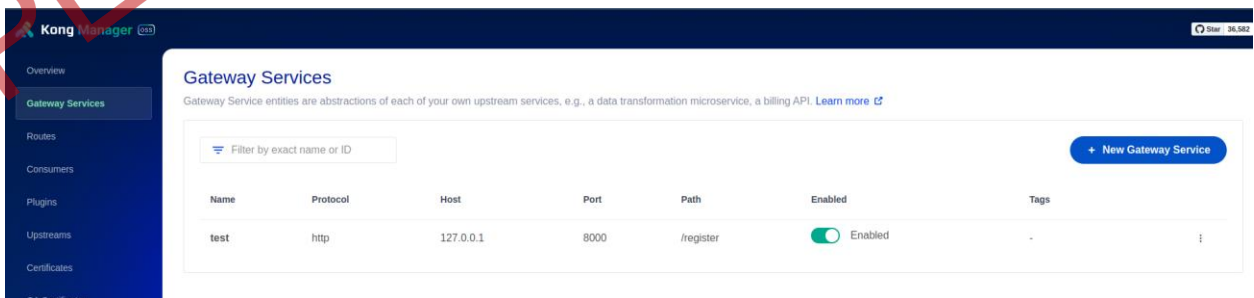 Kong Manager OSS
Star 36,582
Overview
Gateway Services
Routes
Consumers
Plugins
Upstreams
Certificates
Gateway Services
Gateway Service entities are abstractions of each of your own upstream services, e.g., a data transformation microservice, a billing API. Learn more
Filter by exact name or ID
+ New Gateway Service
Name Protocol Host Port Path Enabled Tags
test http 127.0.0.1 8000 /register Enabled -